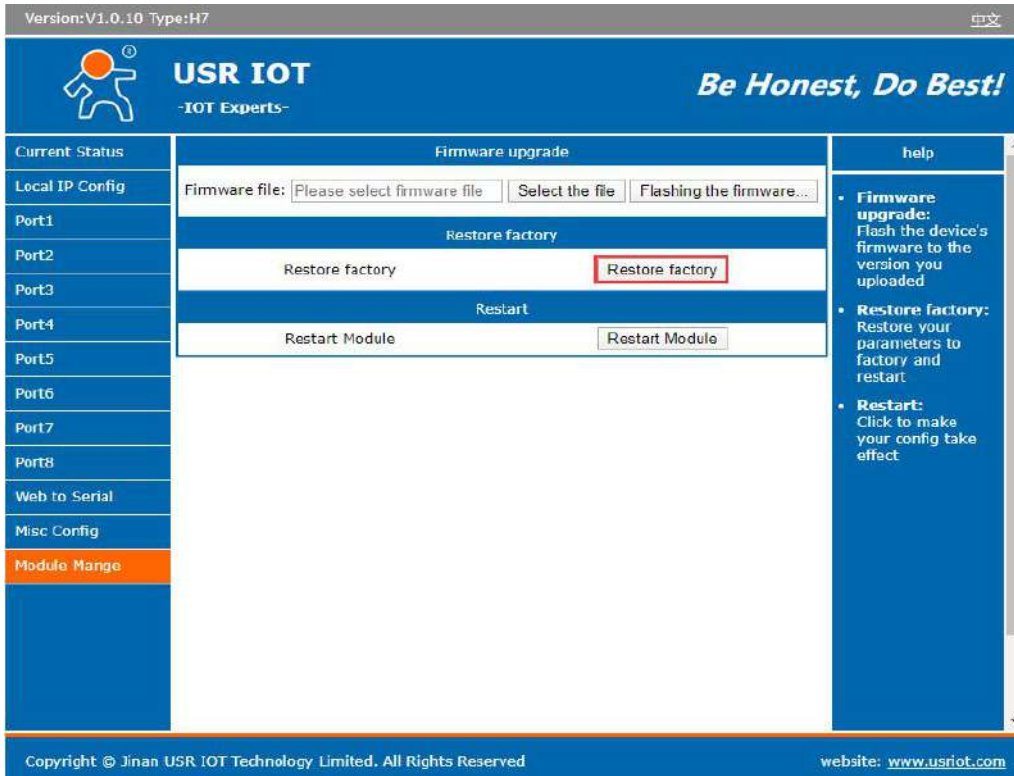 Version:V1.0.10 Type:H7
中文
®
USR IOT
-IOT Experts-
Be Honest, Do Best!
Current Status
Local IP Config
Port1
Port2
Port3
Port4
Port5
Port6
Port7
Port8
Web to Serial
Misc Config
Module Mange
Firmware upgrade
Firmware file: Please select firmware file Select the file Flashing the firmware...
Restore factory
Restore factory Restore factory
Restart
Restart Module Restart Module
help
• Firmware
upgrade:
Flash the device's
firmware to the
version you
uploaded
• Restore factory:
Restore your
parameters to
factory and
restart
• Restart:
Click to make
your config take
effect
Copyright © Jinan USR IOT Technology Limited. All Rights Reserved
website: www.usriot.com